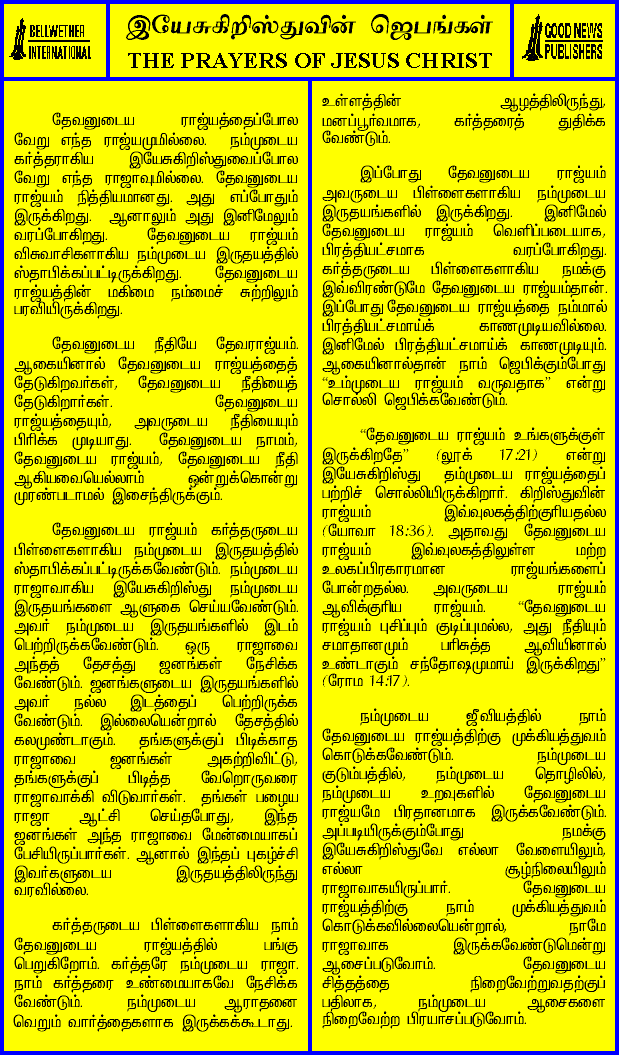 BELLWETHER
INTERNATIONAL
இயேசுகிறிஸ்துவின் ஜெபங்கள்
THE PRAYERS OF JESUS CHRIST
GOOD NEWS
PUBLISHERS
தேவனுடைய ராஜ்யத்தைப்போல
வேறு எந்த ராஜ்யமுமில்லை. நம்முடைய
கர்த்தராகிய இயேசுகிறிஸ்துவைப்போல
வேறு எந்த ராஜாவுமில்லை. தேவனுடைய
ராஜ்யம் நித்தியமானது. அது எப்போதும்
இருக்கிறது. ஆனாலும் அது இனிமேலும்
வரப்போகிறது. தேவனுடைய ராஜ்யம்
விசுவாசிகளாகிய நம்முடைய இருதயத்தில்
ஸ்தாபிக்கப்பட்டிருக்கிறது. தேவனுடைய
ராஜ்யத்தின் மகிமை நம்மைச் சுற்றிலும்
பரவியிருக்கிறது.
தேவனுடைய நீதியே தேவராஜ்யம்.
ஆகையினால் தேவனுடைய ராஜ்யத்தைத்
தேடுகிறவர்கள், தேவனுடைய நீதியைத்
தேடுகிறார்கள். தேவனுடைய
ராஜ்யத்தையும், அவருடைய நீதியையும்
பிரிக்க முடியாது. தேவனுடைய நாமம்,
தேவனுடைய ராஜ்யம், தேவனுடைய நீதி
ஆகியவையெல்லாம் ஒன்றுக்கொன்று
முரண்படாமல் இசைந்திருக்கும்.
தேவனுடைய ராஜ்யம் கர்த்தருடைய
பிள்ளைகளாகிய நம்முடைய இருதயத்தில்
ஸ்தாபிக்கப்பட்டிருக்கவேண்டும். நம்முடைய
ராஜாவாகிய இயேசுகிறிஸ்து நம்முடைய
இருதயங்களை ஆளுகை செய்யவேண்டும்.
அவர் நம்முடைய இருதயங்களில் இடம்
பெற்றிருக்கவேண்டும். ஒரு ராஜாவை
அந்தத் தேசத்து ஜனங்கள் நேசிக்க
வேண்டும். ஜனங்களுடைய இருதயங்களில்
அவர் நல்ல இடத்தைப் பெற்றிருக்க
வேண்டும். இல்லையென்றால் தேசத்தில்
கலமுண்டாகும். தங்களுக்குப் பிடிக்காத
ராஜாவை ஜனங்கள் அகற்றிவிட்டு,
தங்களுக்குப் பிடித்த வேறொருவரை
ராஜாவாக்கி விடுவார்கள். தங்கள் பழைய
ராஜா ஆட்சி செய்தபோது, இந்த
ஜனங்கள் அந்த ராஜாவை மேன்மையாகப்
பேசியிருப்பார்கள். ஆனால் இந்தப் புகழ்ச்சி
இவர்களுடைய இருதயத்திலிருந்து
வரவில்லை.
கர்த்தருடைய பிள்ளைகளாகிய நாம்
தேவனுடைய ராஜ்யத்தில் பங்கு
பெறுகிறோம். கர்த்தரே நம்முடைய ராஜா.
நாம் கர்த்தரை உண்மையாகவே நேசிக்க
வேண்டும். நம்முடைய ஆராதனை
வெறும் வார்த்தைகளாக இருக்கக்கூடாது.
உள்ளத்தின் ஆழத்திலிருந்து,
மனப்பூர்வமாக, கர்த்தரைத் துதிக்க
வேண்டும்.
இப்போது தேவனுடைய ராஜ்யம்
அவருடைய பிள்ளைகளாகிய நம்முடைய
இருதயங்களில் இருக்கிறது. இனிமேல்
தேவனுடைய ராஜ்யம் வெளிப்படையாக,
பிரத்தியட்சமாக வரப்போகிறது.
கர்த்தருடைய பிள்ளைகளாகிய நமக்கு
இவ்விரண்டுமே தேவனுடைய ராஜ்யம்தான்.
இப்போது தேவனுடைய ராஜ்யத்தை நம்மால்
பிரத்தியட்சமாய்க் காணமுடியவில்லை.
இனிமேல் பிரத்தியட்சமாய்க் காணமுடியும்.
ஆகையினால்தான் நாம் ஜெபிக்கும்போது
“உம்முடைய ராஜ்யம் வருவதாக” என்று
சொல்லி ஜெபிக்கவேண்டும்.
“தேவனுடைய ராஜ்யம் உங்களுக்குள்
இருக்கிறதே” (லூக் 17:21) என்று
இயேசுகிறிஸ்து தம்முடைய ராஜ்யத்தைப்
பற்றிச் சொல்லியிருக்கிறார். கிறிஸ்துவின்
ராஜ்யம் இவ்வுலகத்திற்குரியதல்ல
(யோவா 18:36). அதாவது தேவனுடைய
ராஜ்யம் இவ்வுலகத்திலுள்ள மற்ற
உலகப்பிரகாரமான ராஜ்யங்களைப்
போன்றதல்ல. அவருடைய ராஜ்யம்
ஆவிக்குரிய ராஜ்யம். “தேவனுடைய
ராஜ்யம் புசிப்பும் குடிப்புமல்ல, அது நீதியும்
சமாதானமும் பரிசுத்த ஆவியினால்
உண்டாகும் சந்தோஷமுமாய் இருக்கிறது”
(ரோம 14:17).
நம்முடைய ஜீவியத்தில் நாம்
தேவனுடைய ராஜ்யத்திற்கு முக்கியத்துவம்
கொடுக்கவேண்டும். நம்முடைய
குடும்பத்தில், நம்முடைய தொழிலில்,
நம்முடைய உறவுகளில் தேவனுடைய
ராஜ்யமே பிரதானமாக இருக்கவேண்டும்.
அப்படியிருக்கும்போது நமக்கு
இயேசுகிறிஸ்துவே எல்லா வேளையிலும்,
எல்லா சூழ்நிலையிலும்
ராஜாவாகயிருப்பார். தேவனுடைய
ராஜ்யத்திற்கு நாம் முக்கியத்துவம்
கொடுக்கவில்லையென்றால், நாமே
ராஜாவாக இருக்கவேண்டுமென்று
ஆசைப்படுவோம். தேவனுடைய
சித்தத்தை நிறைவேற்றுவதற்குப்
பதிலாக, நம்முடைய ஆசைகளை
நிறைவேற்ற பிரயாசப்படுவோம்.